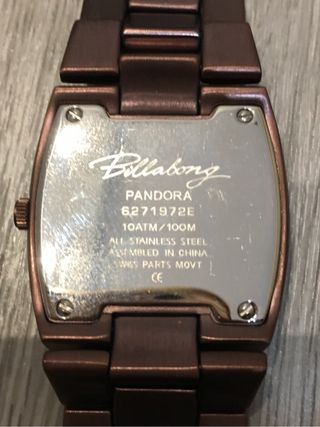 Billabong
PANDORA
6271972E
10ATM/100M
ALL STAINLESS STEEL
ASSEMBLED IN CHINA
SWISS PARTS MOVT
CE